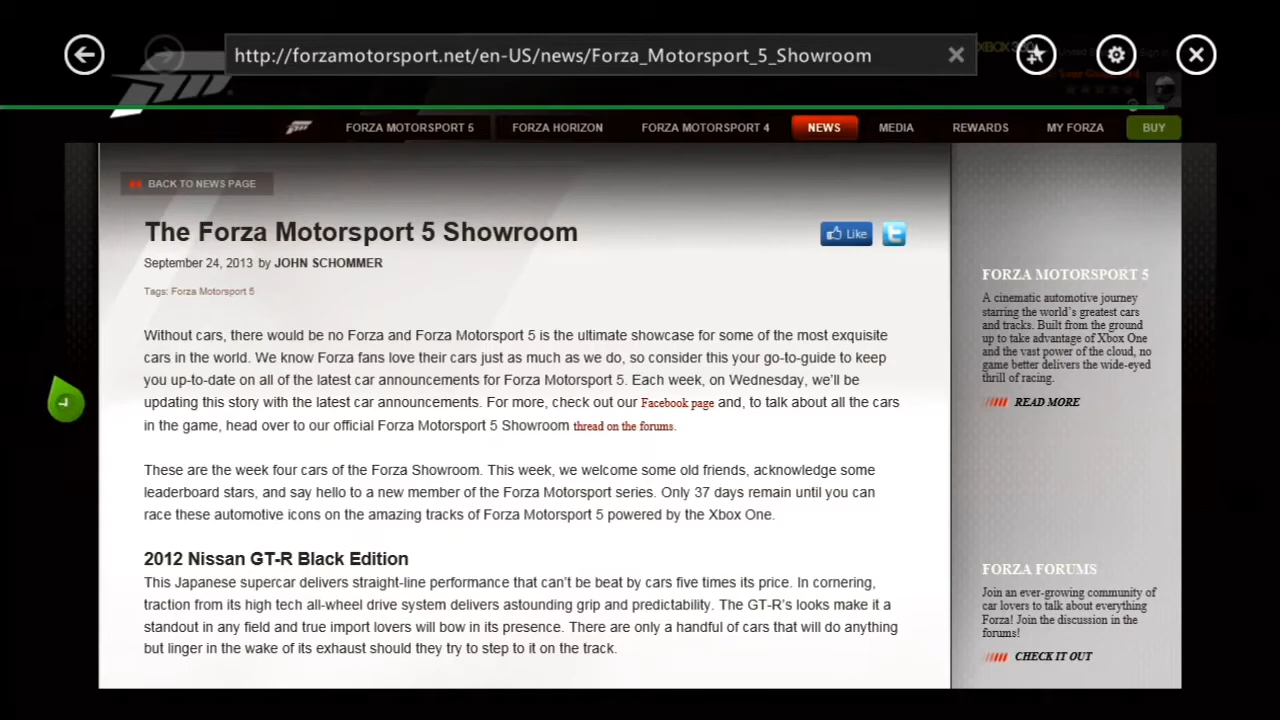 http://forzamotorsport.net/en-US/news/Forza_Motorsport_5_Showroom
FORZA MOTORSPORT 5
FORZA HORIZON
FORZA MOTORSPORT 4
NEWS
MEDIA
REWARDS
MY FORZA
BUY
BACK TO NEWS PAGE
The Forza Motorsport 5 Showroom
Like
September 24, 2013 by JOHN SCHOMMER
Tags: Forza Motorsport 5
Without cars, there would be no Forza and Forza Motorsport 5 is the ultimate showcase for some of the most exquisite
cars in the world. We know Forza fans love their cars just as much as we do, so consider this your go-to-guide to keep
you up-to-date on all of the latest car announcements for Forza Motorsport 5. Each week, on Wednesday, we'll be
updating this story with the latest car announcements. For more, check out our Facebook page and, to talk about all the cars
in the game, head over to our official Forza Motorsport 5 Showroom thread on the forums.
These are the week four cars of the Forza Showroom. This week, we welcome some old friends, acknowledge some
leaderboard stars, and say hello to a new member of the Forza Motorsport series. Only 37 days remain until you can
race these automotive icons on the amazing tracks of Forza Motorsport 5 powered by the Xbox One.
2012 Nissan GT-R Black Edition
This Japanese supercar delivers straight-line performance that can't be beat by cars five times its price. In cornering,
traction from its high tech all-wheel drive system delivers astounding grip and predictability. The GT-R's looks make it a
standout in any field and true import lovers will bow in its presence. There are only a handful of cars that will do anything
but linger in the wake of its exhaust should they try to step to it on the track.
FORZA MOTORSPORT 5
A cinematic automotive journey
starring the world's greatest cars
and tracks. Built from the ground
up to take advantage of Xbox One
and the vast power of the cloud, no
game better delivers the wide-eyed
thrill of racing.
READ MORE
FORZA FORUMS
Join an ever-growing community of
car lovers to talk about everything
Forza! Join the discussion in the
forums!
CHECK IT OUT